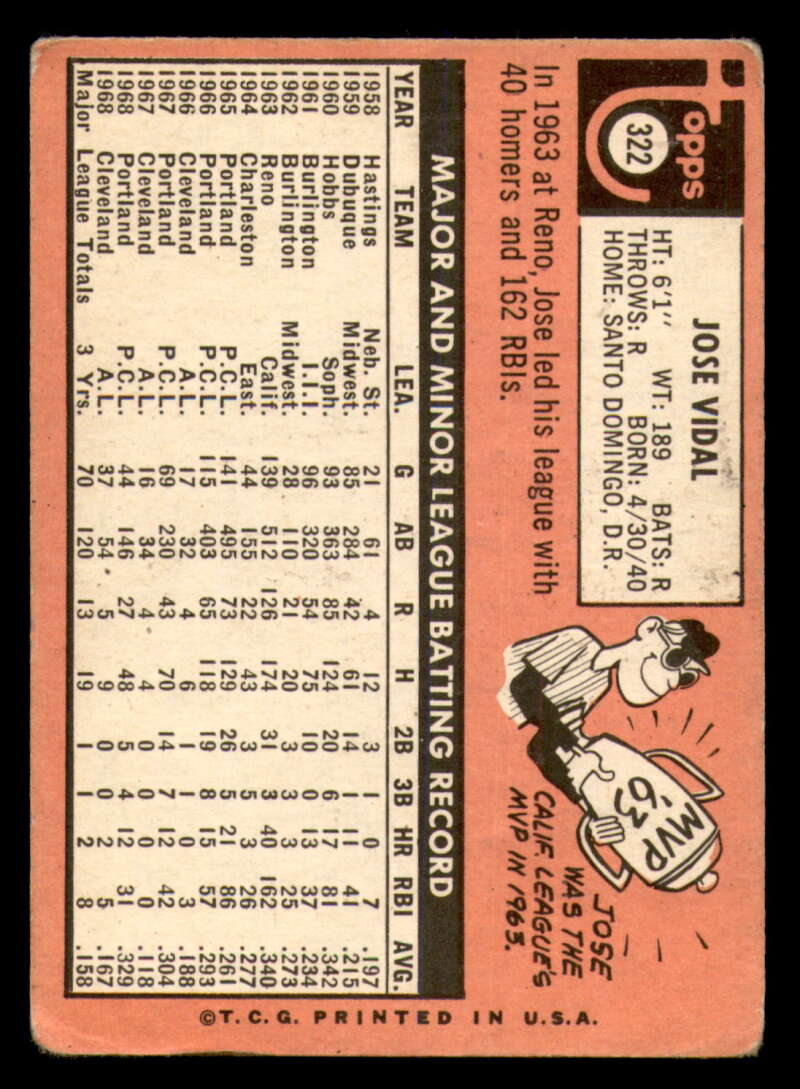 Topps
322
JOSE VIDAL
HT: 6'1" WT: 189 BATS: R
THROWS: R BORN: 4/30/40
HOME: SANTO DOMINGO, D.R.
In 1963 at Reno, Jose led his league with
40 homers and 162 RBIs.
MVP
'63
JOSE
WAS THE
CALIF. LEAGUE'S
MVP IN 1963.
MAJOR AND MINOR LEAGUE BATTING RECORD
YEAR TEAM LEA. G AB R H 2B 3B HR RBI AVG.
1958 Hastings Neb. St. 21 61 4 12 3 1 0 7 .197
1959 Dubuque Midwest. 85 284 42 61 14 1 11 41 .215
1960 Hobbs Soph. 93 363 85 124 20 6 17 81 .342
1961 Burlington I.I.I. 96 320 54 75 10 0 13 37 .234
1962 Burlington Midwest. 28 110 21 20 3 3 3 25 .273
1963 Reno Calif. 139 512 126 174 31 3 40 162 .340
1964 Charleston East. 44 155 22 43 3 5 3 26 .277
1965 Portland P.C.L. 141 495 73 129 26 5 21 86 .261
1966 Portland P.C.L. 115 403 65 118 19 8 15 57 .293
1966 Cleveland A.L. 17 32 4 6 1 1 0 3 .188
1967 Portland P.C.L. 69 230 43 70 14 7 12 42 .304
1967 Cleveland A.L. 16 34 4 4 0 0 0 0 .118
1968 Portland P.C.L. 44 146 27 48 5 4 12 31 .329
1968 Cleveland A.L. 37 54 5 9 0 0 2 5 .167
Major League Totals 3 Yrs. 70 120 13 19 1 1 2 8 .158
©T.C.G. PRINTED IN U.S.A.